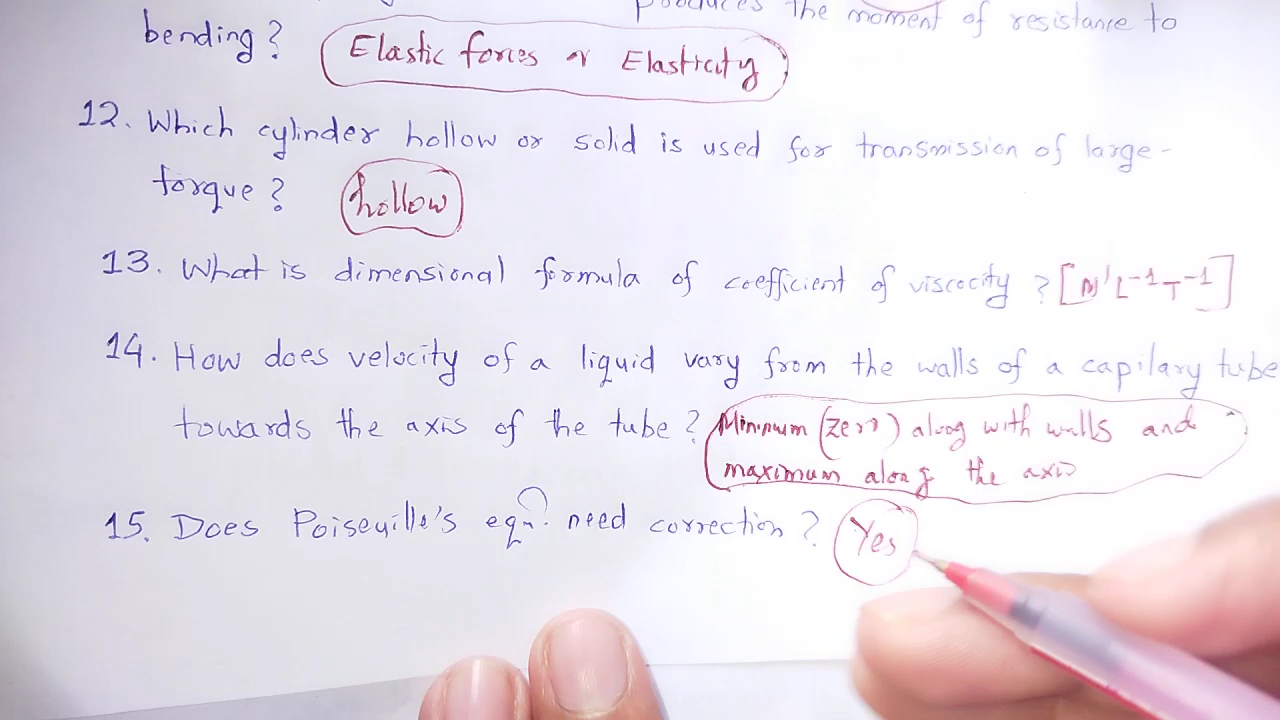 produces the moment of resistance to
bending? Elastic forces or Elasticity
12. Which cylinder hollow or solid is used for transmission of large-
torque? hollow
13. What is dimensional formula of coefficient of viscocity? [M¹L⁻¹T⁻¹]
14. How does velocity of a liquid vary from the walls of a capilary tube
towards the axis of the tube? Minimum (zero) along with walls and
maximum along the axis
15. Does Poiseuille's eqn. need correction? Yes